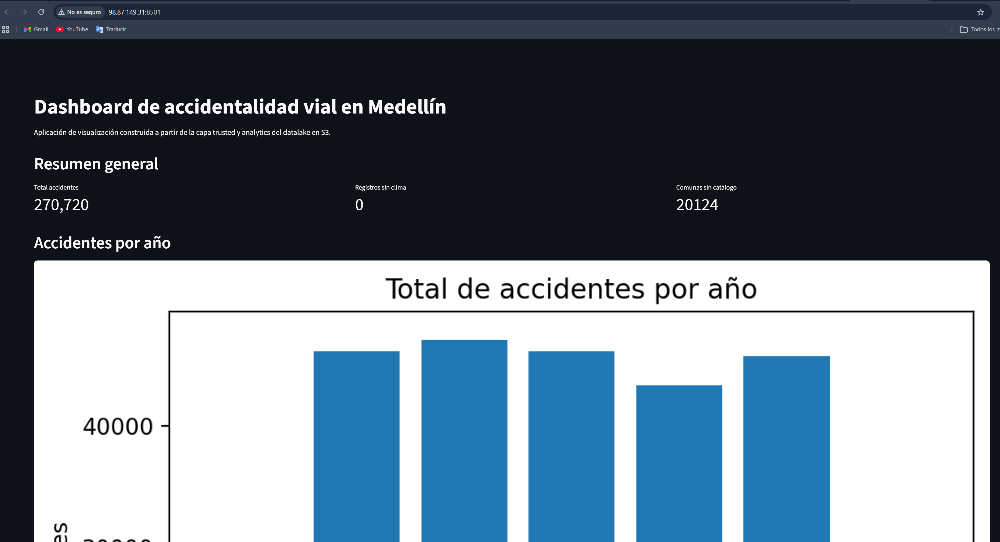 No es seguro 98.87.149.31:8501
Gmail YouTube Traducir Todos los
Dashboard de accidentalidad vial en Medellín
Aplicación de visualización construida a partir de la capa trusted y analytics del datalake en S3.
Resumen general
Total accidentes Registros sin clima Comunas sin catálogo
270,720 0 20124
Accidentes por año
Total de accidentes por año
40000